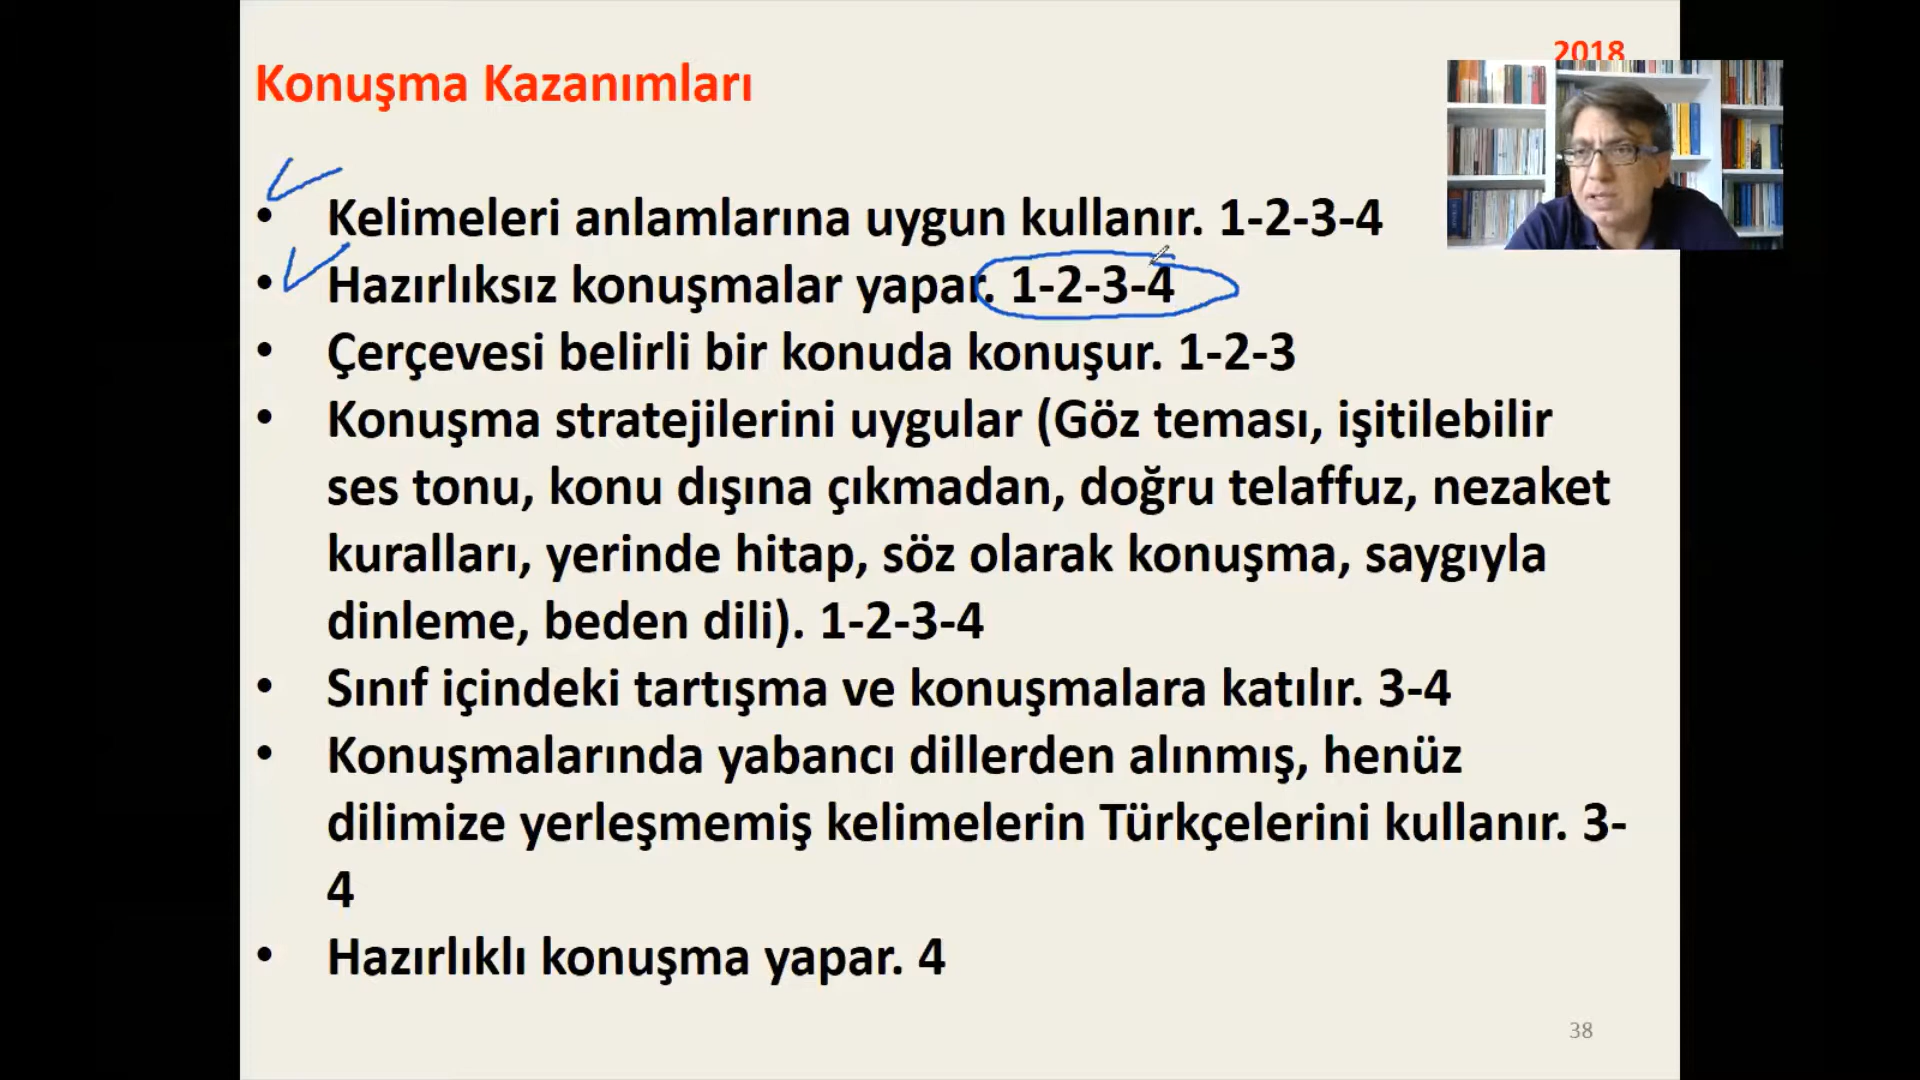 2018
Konuşma Kazanımları
• Kelimeleri anlamlarına uygun kullanır. 1-2-3-4
• Hazırlıksız konuşmalar yapar. 1-2-3-4
• Çerçevesi belirli bir konuda konuşur. 1-2-3
• Konuşma stratejilerini uygular (Göz teması, işitilebilir
ses tonu, konu dışına çıkmadan, doğru telaffuz, nezaket
kuralları, yerinde hitap, söz olarak konuşma, saygıyla
dinleme, beden dili). 1-2-3-4
• Sınıf içindeki tartışma ve konuşmalara katılır. 3-4
• Konuşmalarında yabancı dillerden alınmış, henüz
dilimize yerleşmemiş kelimelerin Türkçelerini kullanır. 3-
4
• Hazırlıklı konuşma yapar. 4
38